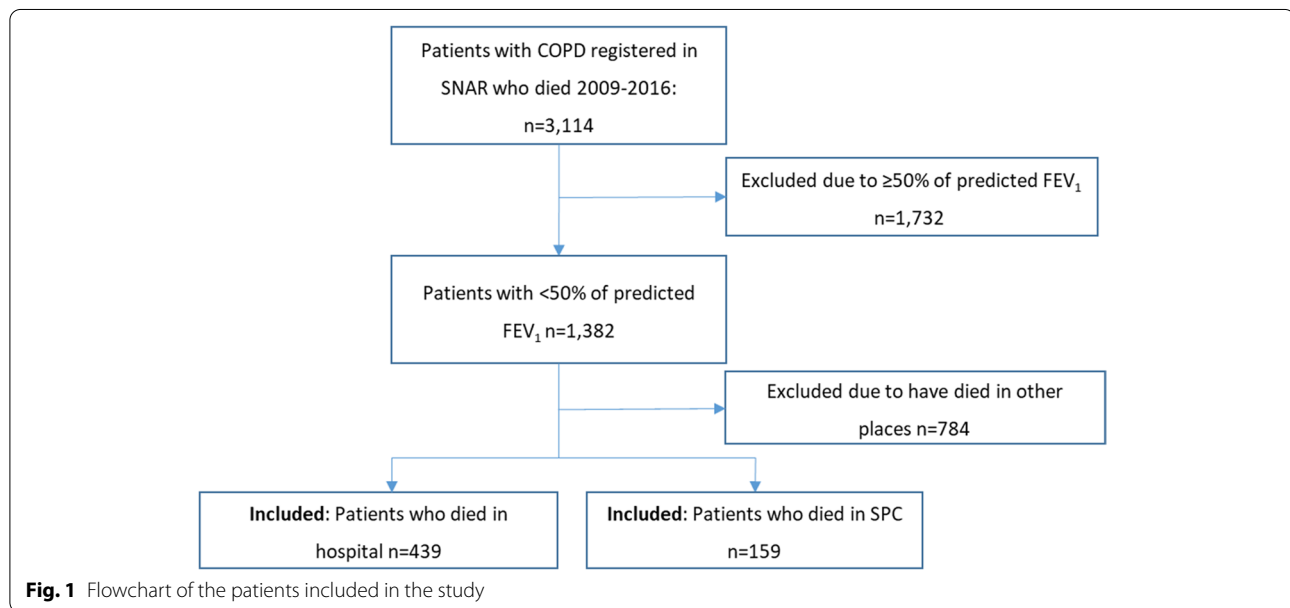 Patients with COPD registered in
SNAR who died 2009-2016:
n=3,114
Excluded due to ≥50% of predicted FEV₁
n=1,732
Patients with <50% of predicted
FEV₁ n=1,382
Excluded due to have died in other
places n=784
Included: Patients who died in
hospital n=439
Included: Patients who died in SPC
n=159
Fig. 1 Flowchart of the patients included in the study